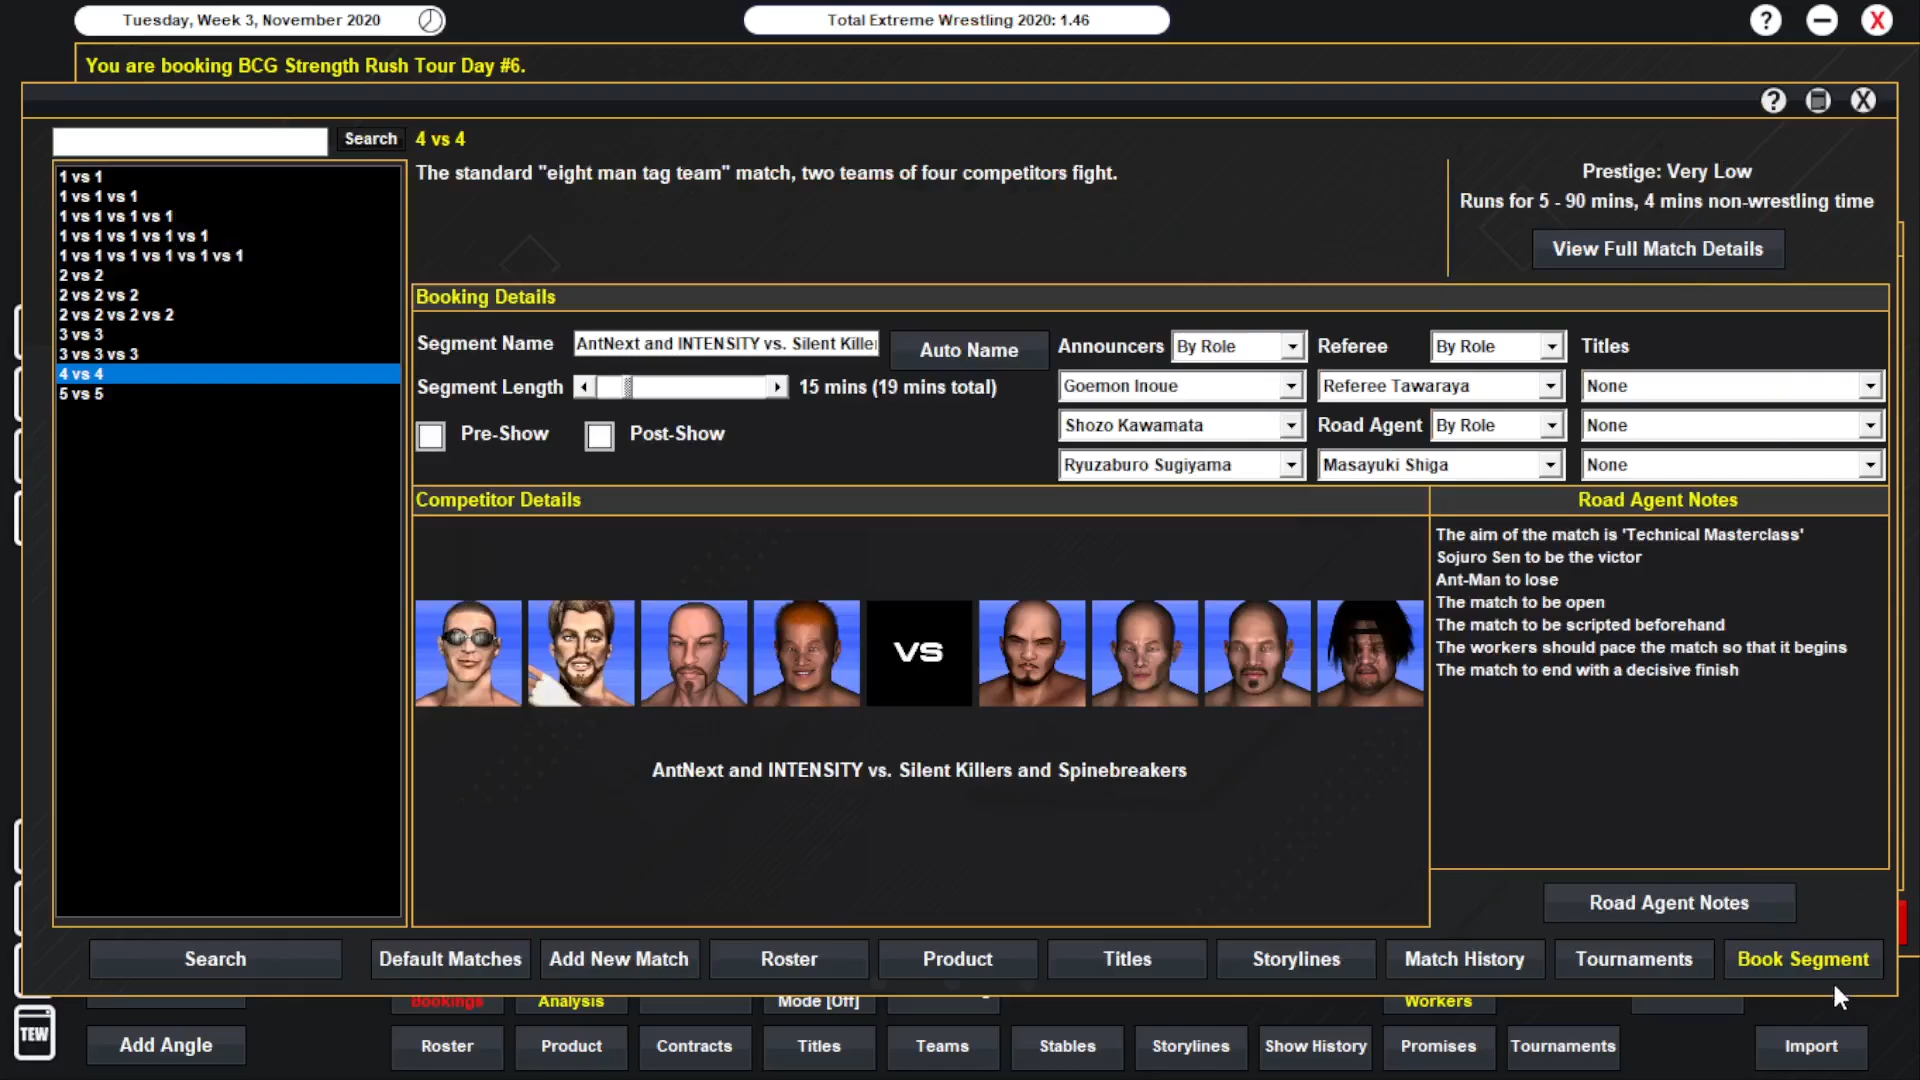 Tuesday, Week 3, November 2020
Total Extreme Wrestling 2020: 1.46
? X
You are booking BCG Strength Rush Tour Day #6.
? X
Search
4 vs 4
1 vs 1
1 vs 1 vs 1
1 vs 1 vs 1 vs 1
1 vs 1 vs 1 vs 1 vs 1
1 vs 1 vs 1 vs 1 vs 1 vs 1
2 vs 2
2 vs 2 vs 2
2 vs 2 vs 2 vs 2
3 vs 3
3 vs 3 vs 3
4 vs 4
5 vs 5
The standard "eight man tag team" match, two teams of four competitors fight.
Prestige: Very Low
Runs for 5 - 90 mins, 4 mins non-wrestling time
View Full Match Details
Booking Details
Segment Name AntNext and INTENSITY vs. Silent Killer Auto Name Announcers By Role Referee By Role Titles
Segment Length 15 mins (19 mins total) Goemon Inoue Referee Tawaraya None
Pre-Show Post-Show Shozo Kawamata Road Agent By Role None
Ryuzaburo Sugiyama Masayuki Shiga None
Competitor Details
VS
AntNext and INTENSITY vs. Silent Killers and Spinebreakers
Road Agent Notes
The aim of the match is 'Technical Masterclass'
Sojuro Sen to be the victor
Ant-Man to lose
The match to be open
The match to be scripted beforehand
The workers should pace the match so that it begins
The match to end with a decisive finish
Road Agent Notes
Search Default Matches Add New Match Roster Product Titles Storylines Match History Tournaments Book Segment
Bookings Analysis Mode [Off] Workers
TEW Add Angle Roster Product Contracts Titles Teams Stables Storylines Show History Promises Tournaments Import